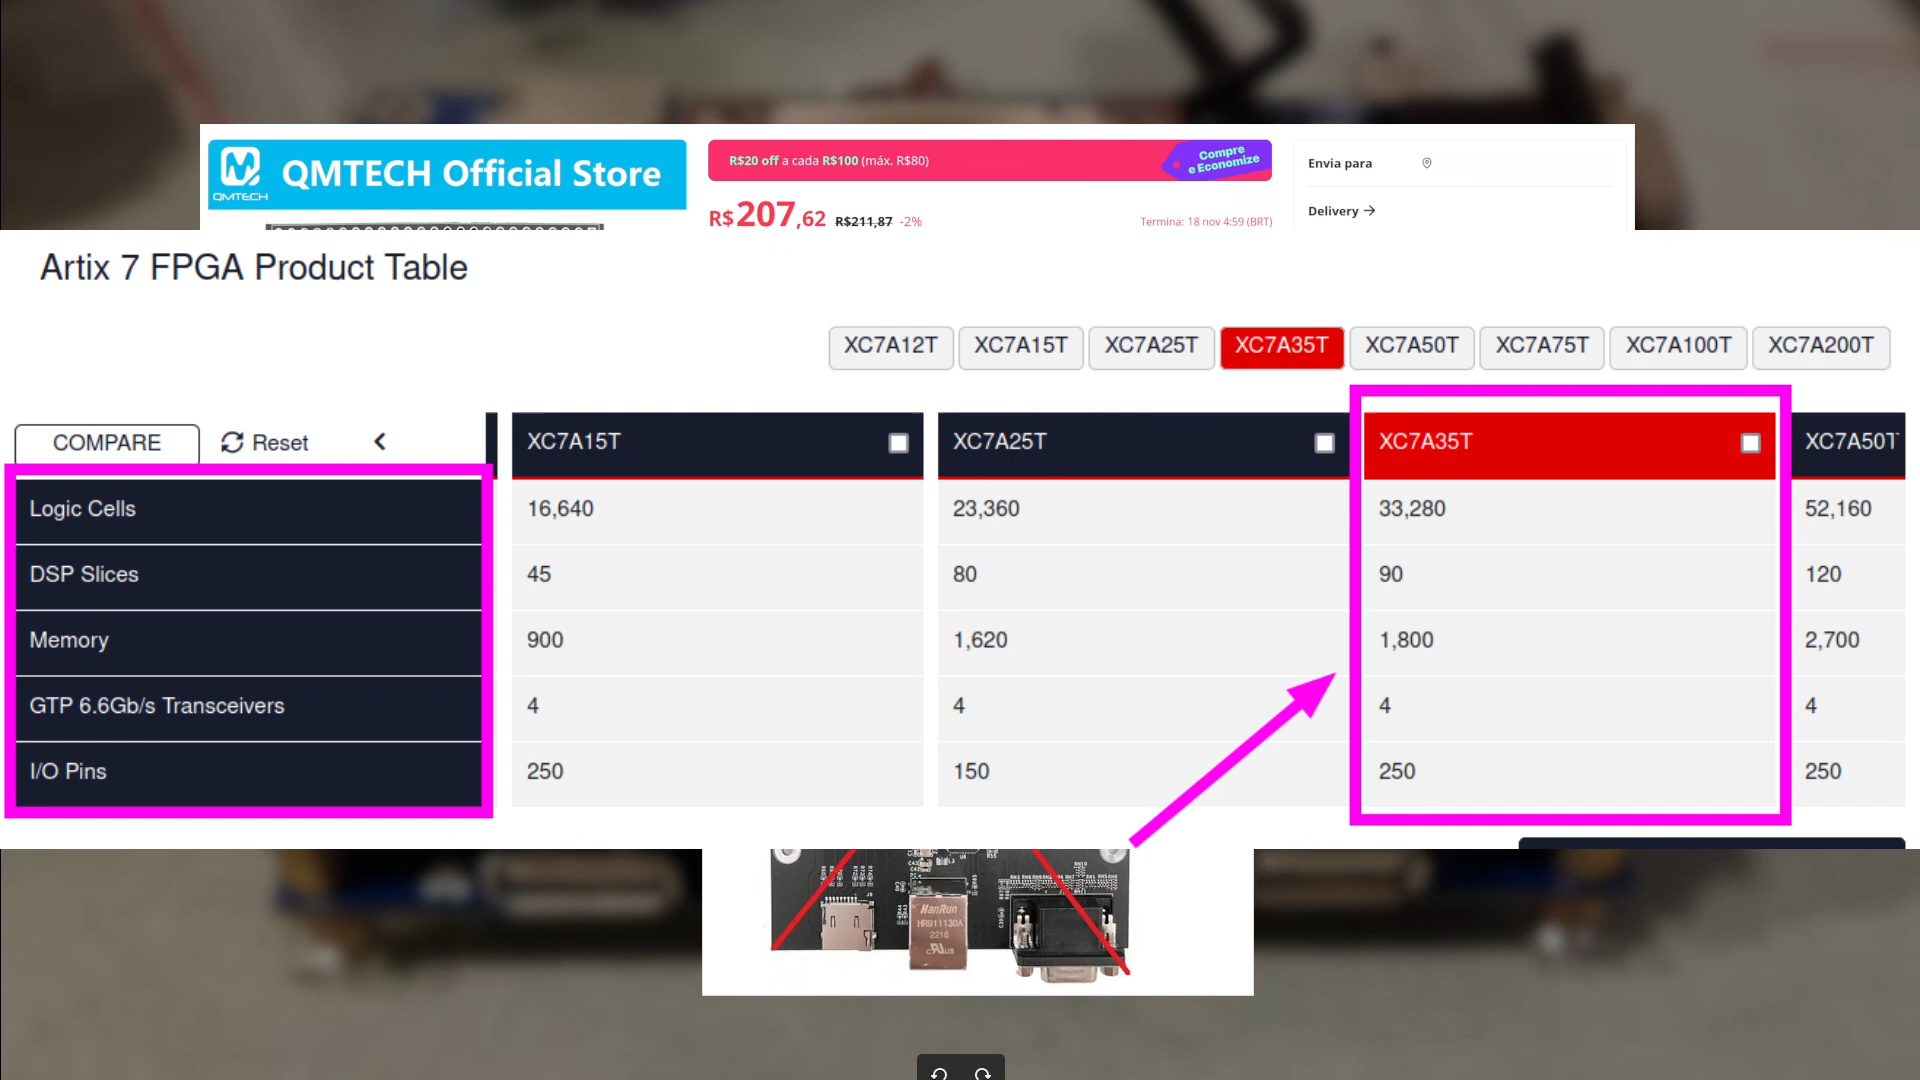 QMTECH Official Store
QMTECH
R$20 off a cada R$100 (máx. R$80)
Compre
e Economize
R$207,62 R$211,87 -2%
Termina: 18 nov 4:59 (BRT)
Envia para
Delivery
Artix 7 FPGA Product Table
XC7A12T XC7A15T XC7A25T XC7A35T XC7A50T XC7A75T XC7A100T XC7A200T
COMPARE Reset XC7A15T XC7A25T XC7A35T XC7A50T
Logic Cells 16,640 23,360 33,280 52,160
DSP Slices 45 80 90 120
Memory 900 1,620 1,800 2,700
GTP 6.6Gb/s Transceivers 4 4 4 4
I/O Pins 250 150 250 250
HanRun
HR911130A
2216